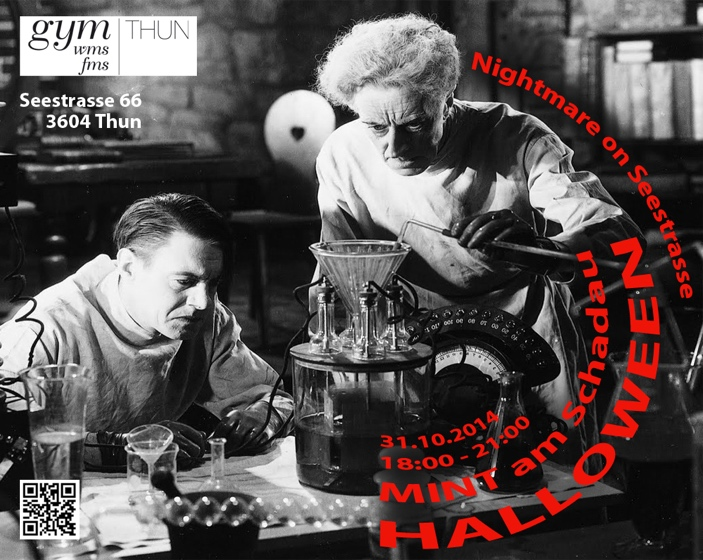 gym THUN
wms
fms
Seestrasse 66
3604 Thun
Nightmare on Seestrasse
31.10.2014
18:00 - 21:00
MINT am Schadau
HALLOWEEN